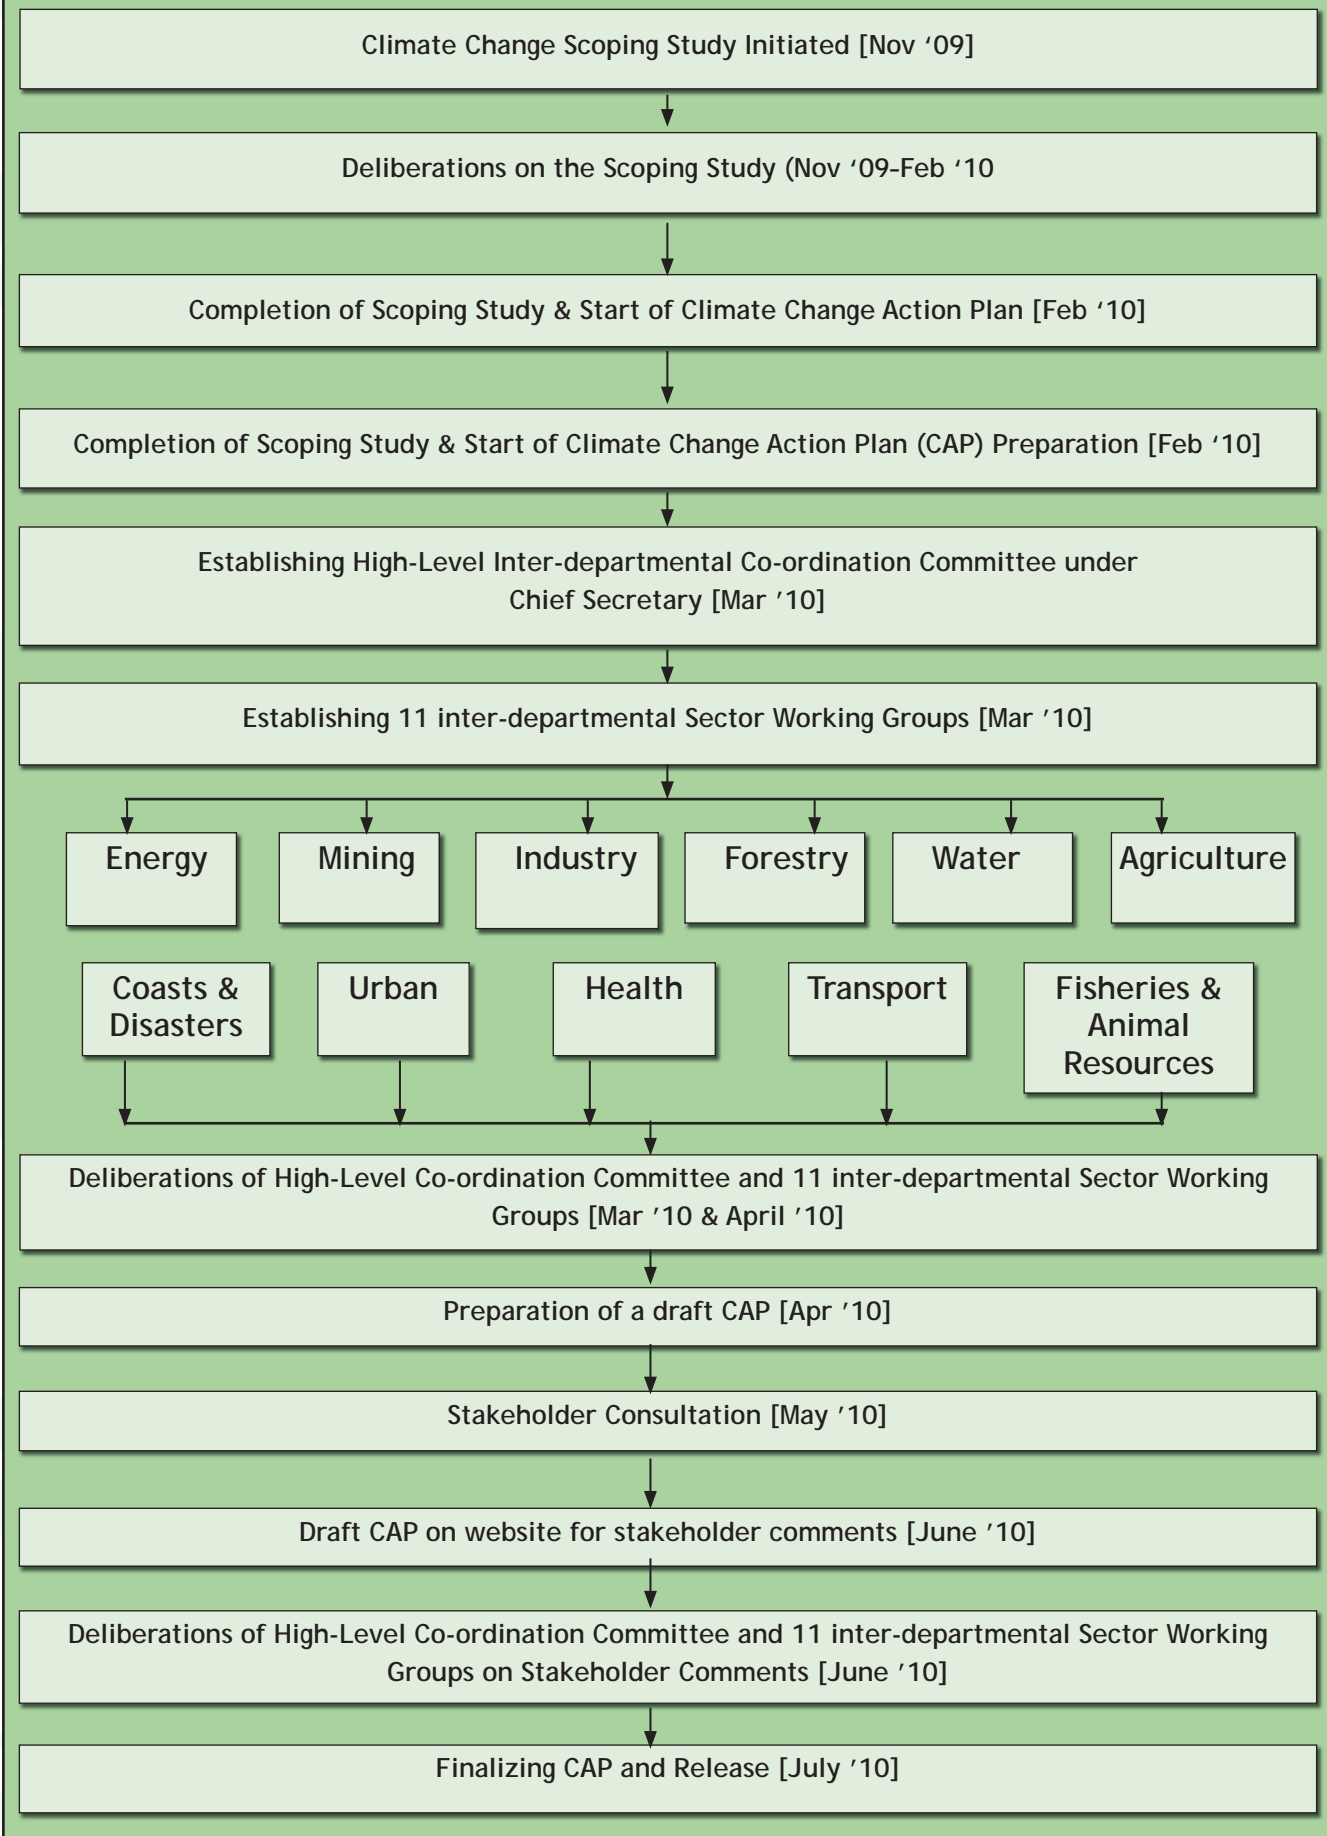 Climate Change Scoping Study Initiated [Nov ‘09]
Deliberations on the Scoping Study (Nov ’09-Feb ’10
Completion of Scoping Study & Start of Climate Change Action Plan [Feb ‘10]
Completion of Scoping Study & Start of Climate Change Action Plan (CAP) Preparation [Feb ‘10]
Establishing High-Level Inter-departmental Co-ordination Committee under
Chief Secretary [Mar ’10]
Establishing 11 inter-departmental Sector Working Groups [Mar ’10]
Energy
Mining
Industry
Forestry
Water
Agriculture
Coasts &
Disasters
Urban
Health
Transport
Fisheries &
Animal
Resources
Deliberations of High-Level Co-ordination Committee and 11 inter-departmental Sector Working
Groups [Mar ’10 & April ’10]
Preparation of a draft CAP [Apr ’10]
Stakeholder Consultation [May ’10]
Draft CAP on website for stakeholder comments [June ’10]
Deliberations of High-Level Co-ordination Committee and 11 inter-departmental Sector Working
Groups on Stakeholder Comments [June ’10]
Finalizing CAP and Release [July ’10]